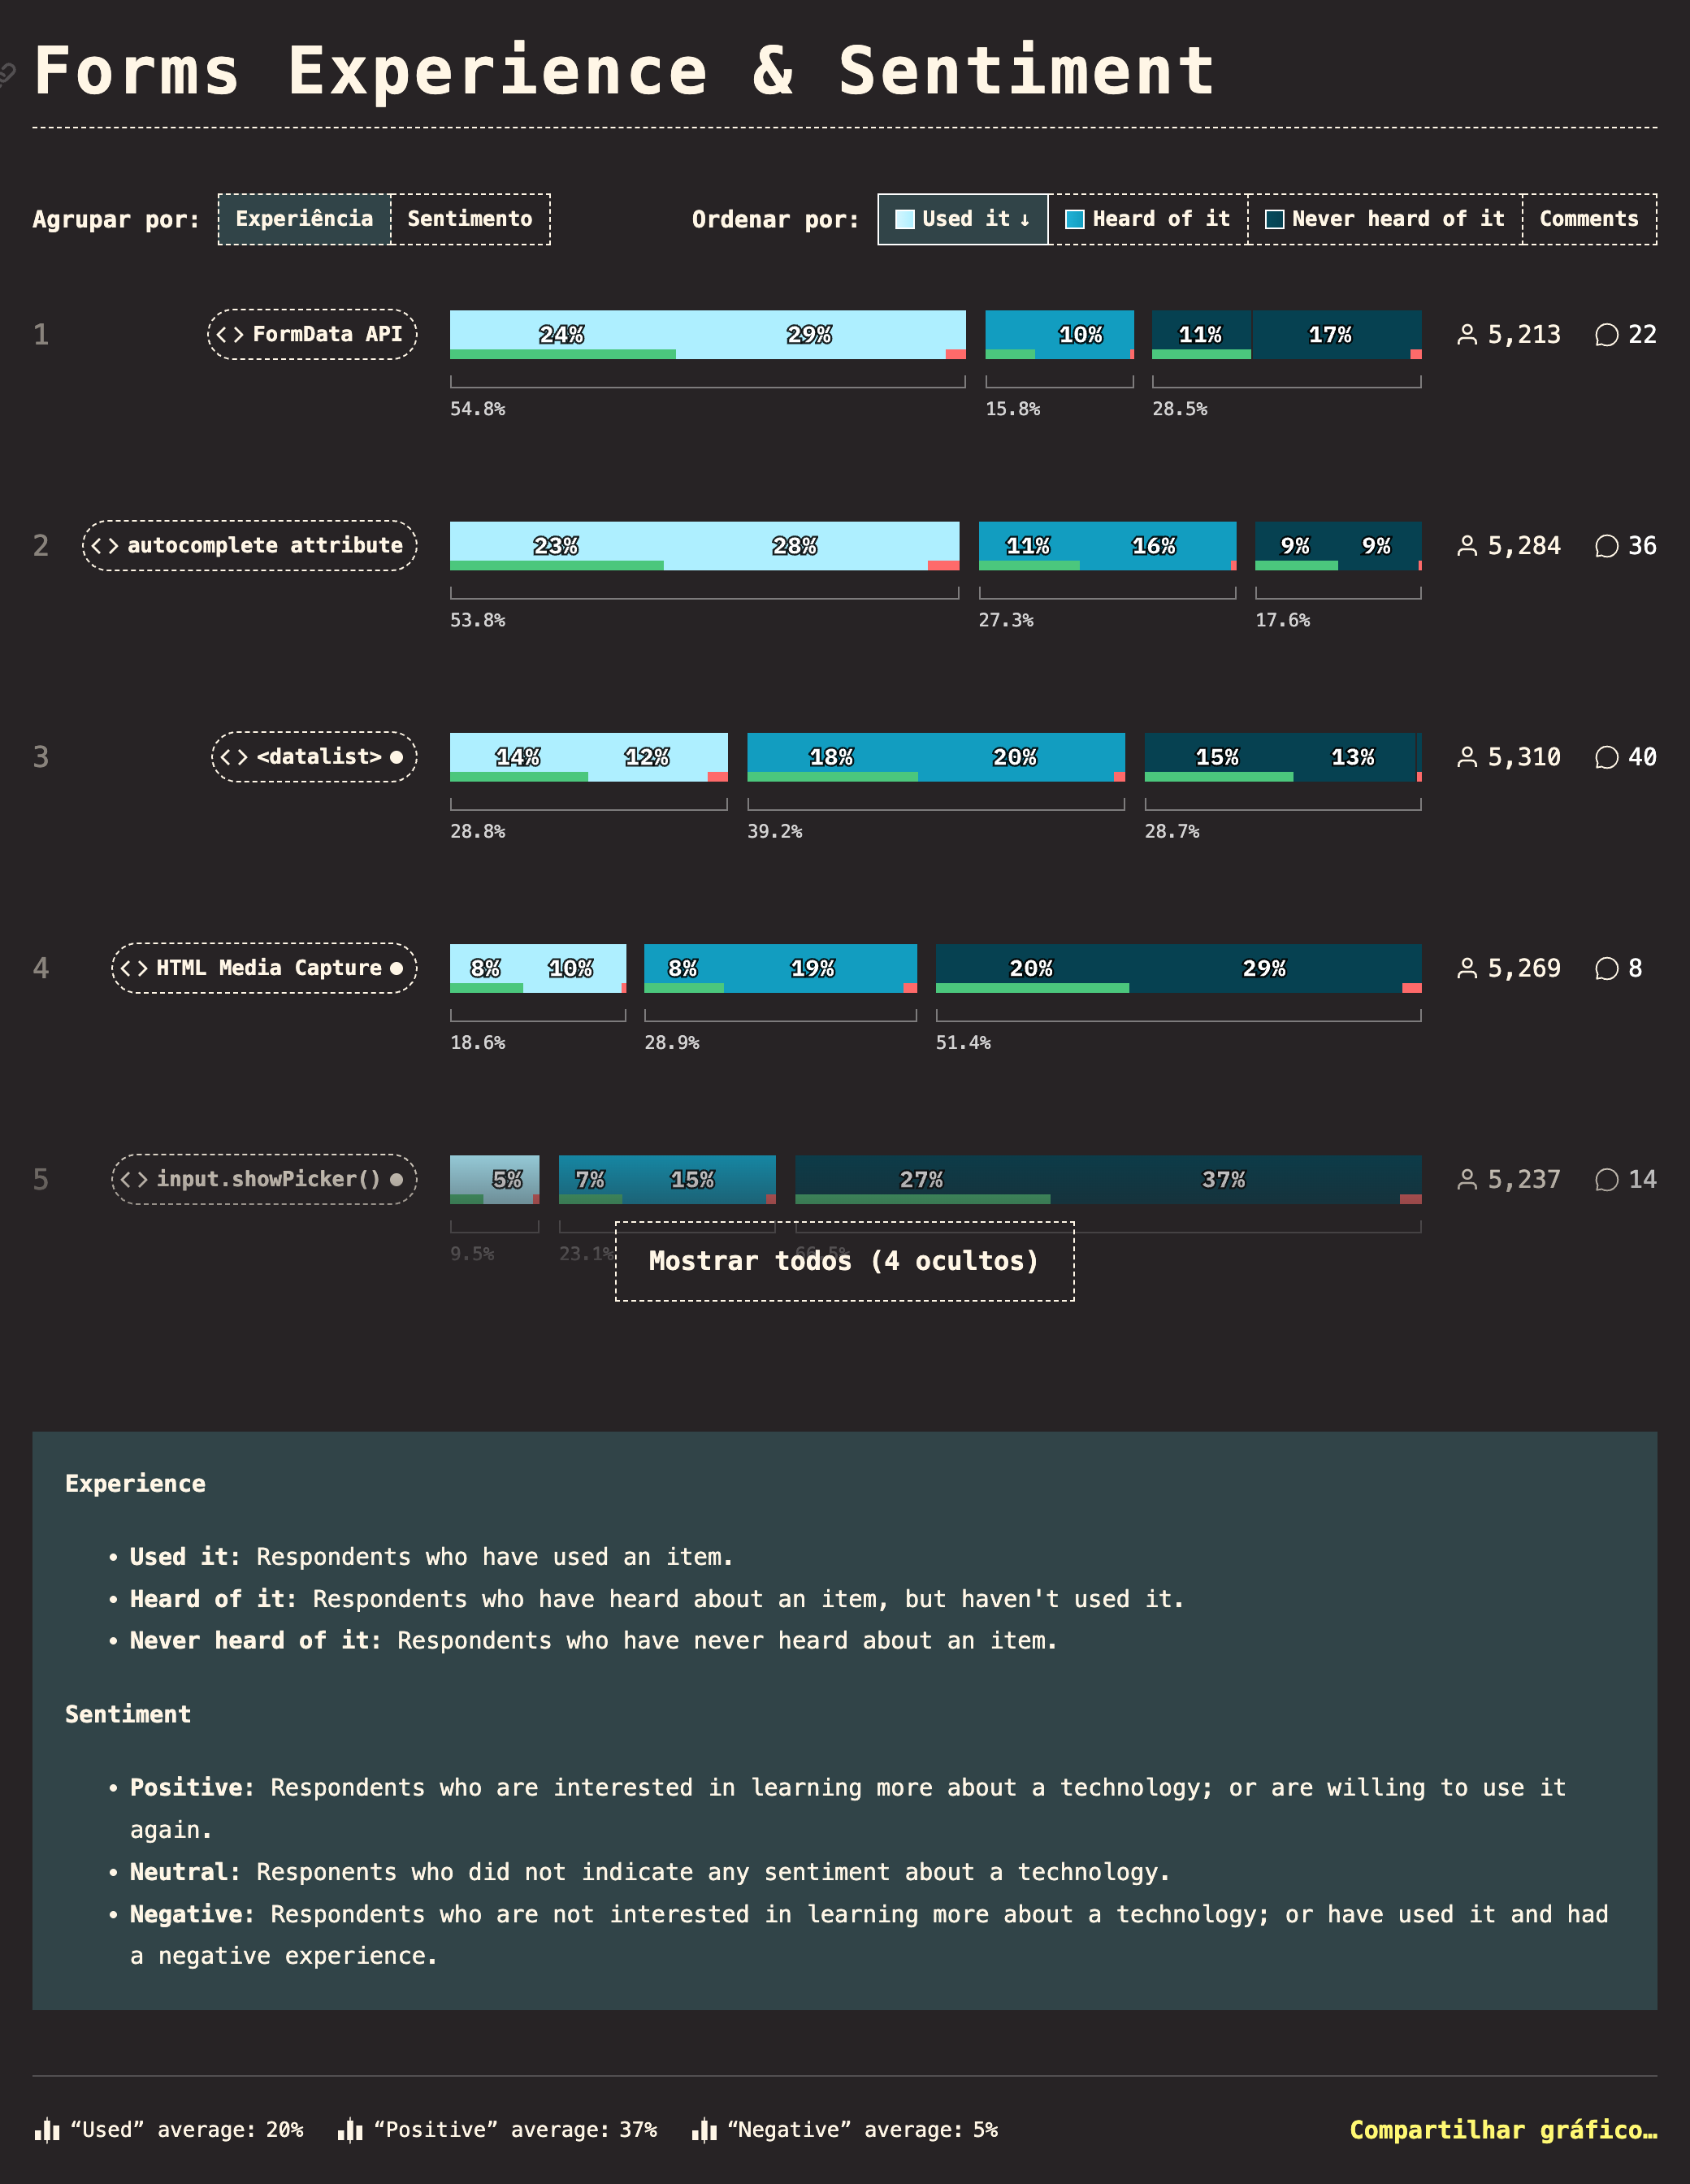 Forms Experience & Sentiment
Agrupar por: Experiência Sentimento Ordenar por: Used it ↓ Heard of it Never heard of it Comments
1 <> FormData API 24% 29% 10% 11% 17% 5,213 22
54.8% 15.8% 28.5%
2 <> autocomplete attribute 23% 28% 11% 16% 9% 9% 5,284 36
53.8% 27.3% 17.6%
3 <> <datalist> 14% 12% 18% 20% 15% 13% 5,310 40
28.8% 39.2% 28.7%
4 <> HTML Media Capture 8% 10% 8% 19% 20% 29% 5,269 8
18.6% 28.9% 51.4%
5 <> input.showPicker() 5% 7% 15% 27% 37% 5,237 14
9.5% 23.1%
Mostrar todos (4 ocultos)
Experience
• Used it: Respondents who have used an item.
• Heard of it: Respondents who have heard about an item, but haven't used it.
• Never heard of it: Respondents who have never heard about an item.
Sentiment
• Positive: Respondents who are interested in learning more about a technology; or are willing to use it
again.
• Neutral: Responents who did not indicate any sentiment about a technology.
• Negative: Respondents who are not interested in learning more about a technology; or have used it and had
a negative experience.
“Used” average: 20% “Positive” average: 37% “Negative” average: 5% Compartilhar gráfico…